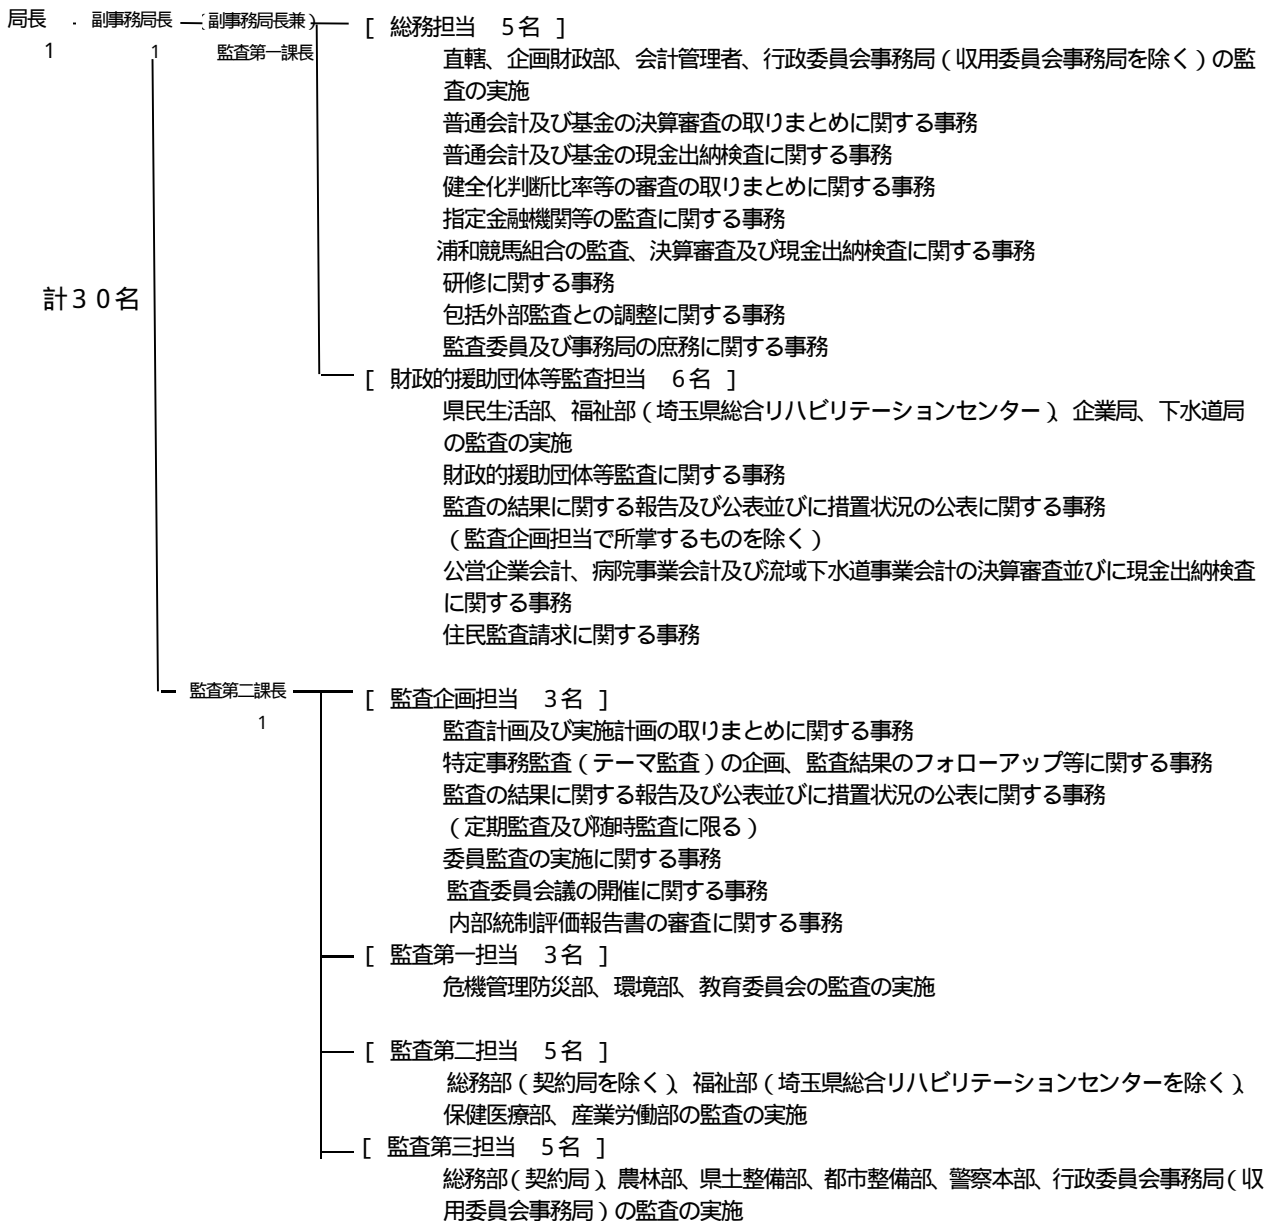 局長 . 副事務局長 (副事務局長兼) [ 総務担当 5名 ]
1 1 監査第一課長
直轄、企画財政部、会計管理者、行政委員会事務局(収用委員会事務局を除く)の監
査の実施
普通会計及び基金の決算審査の取りまとめに関する事務
普通会計及び基金の現金出納検査に関する事務
健全化判断比率等の審査の取りまとめに関する事務
指定金融機関等の監査に関する事務
浦和競馬組合の監査、決算審査及び現金出納検査に関する事務
研修に関する事務
計30名
包括外部監査との調整に関する事務
監査委員及び事務局の庶務に関する事務
[ 財政的援助団体等監査担当 6名 ]
県民生活部、福祉部(埼玉県総合リハビリテーションセンター)、企業局、下水道局
の監査の実施
財政的援助団体等監査に関する事務
監査の結果に関する報告及び公表並びに措置状況の公表に関する事務
(監査企画担当で所掌するものを除く)
公営企業会計、病院事業会計及び流域下水道事業会計の決算審査並びに現金出納検査
に関する事務
住民監査請求に関する事務
監査第二課長 [ 監査企画担当 3名 ]
1
監査計画及び実施計画の取りまとめに関する事務
特定事務監査(テーマ監査)の企画、監査結果のフォローアップ等に関する事務
監査の結果に関する報告及び公表並びに措置状況の公表に関する事務
(定期監査及び随時監査に限る)
委員監査の実施に関する事務
監査委員会議の開催に関する事務
内部統制評価報告書の審査に関する事務
[ 監査第一担当 3名 ]
危機管理防災部、環境部、教育委員会の監査の実施
[ 監査第二担当 5名 ]
総務部(契約局を除く)、福祉部(埼玉県総合リハビリテーションセンターを除く)、
保健医療部、産業労働部の監査の実施
[ 監査第三担当 5名 ]
総務部(契約局)、農林部、県土整備部、都市整備部、警察本部、行政委員会事務局(収
用委員会事務局)の監査の実施